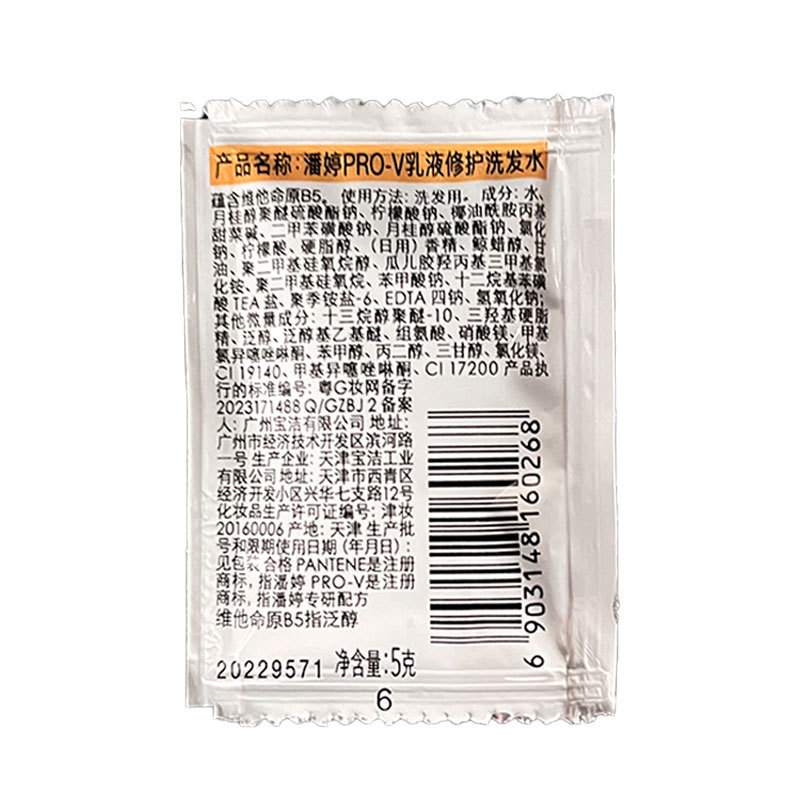 产品名称:潘婷PRO-V乳液修护洗发水
蕴含维他命原B5。使用方法:洗发用。成分:水、
月桂醇聚醚硫酸酯钠、柠檬酸钠、椰油酰胺丙基
甜菜碱、二甲苯磺酸钠、月桂醇硫酸酯钠、氯化
钠、柠檬酸、硬脂醇、(日用)香精、鲸蜡醇、甘
油、聚二甲基硅氧烷醇、瓜儿胶羟丙基三甲基氯
化铵、聚二甲基硅氧烷、苯甲酸钠、十二烷基苯磺
酸TEA盐、聚季铵盐-6、EDTA四钠、氢氧化钠;
其他微量成分:十三烷醇聚醚-10、三羟基硬脂
精、泛醇、泛醇基乙基醚、组氨酸、硝酸镁、甲基
氯异噻唑啉酮、苯甲醇、丙二醇、三甘醇、氯化镁、
CI 19140、甲基异噻唑啉酮、CI 17200 产品执
行的标准编号:粤G妆网备字
2023171488 Q/GZBJ 2 备案
人:广州宝洁有限公司 地址:
广州市经济技术开发区滨河路
一号 生产企业:天津宝洁工业
有限公司地址:天津市西青区
经济开发小区兴华七支路12号
化妆品生产许可证编号:津妆
20160006 产地:天津 生产批
号和限期使用日期(年月日):
见包装 合格 PANTENE是注册
商标,指潘婷 PRO-V是注册
商标,指潘婷专研配方
维他命原B5指泛醇
20229571 净含量:5克
6
6 903148 160268